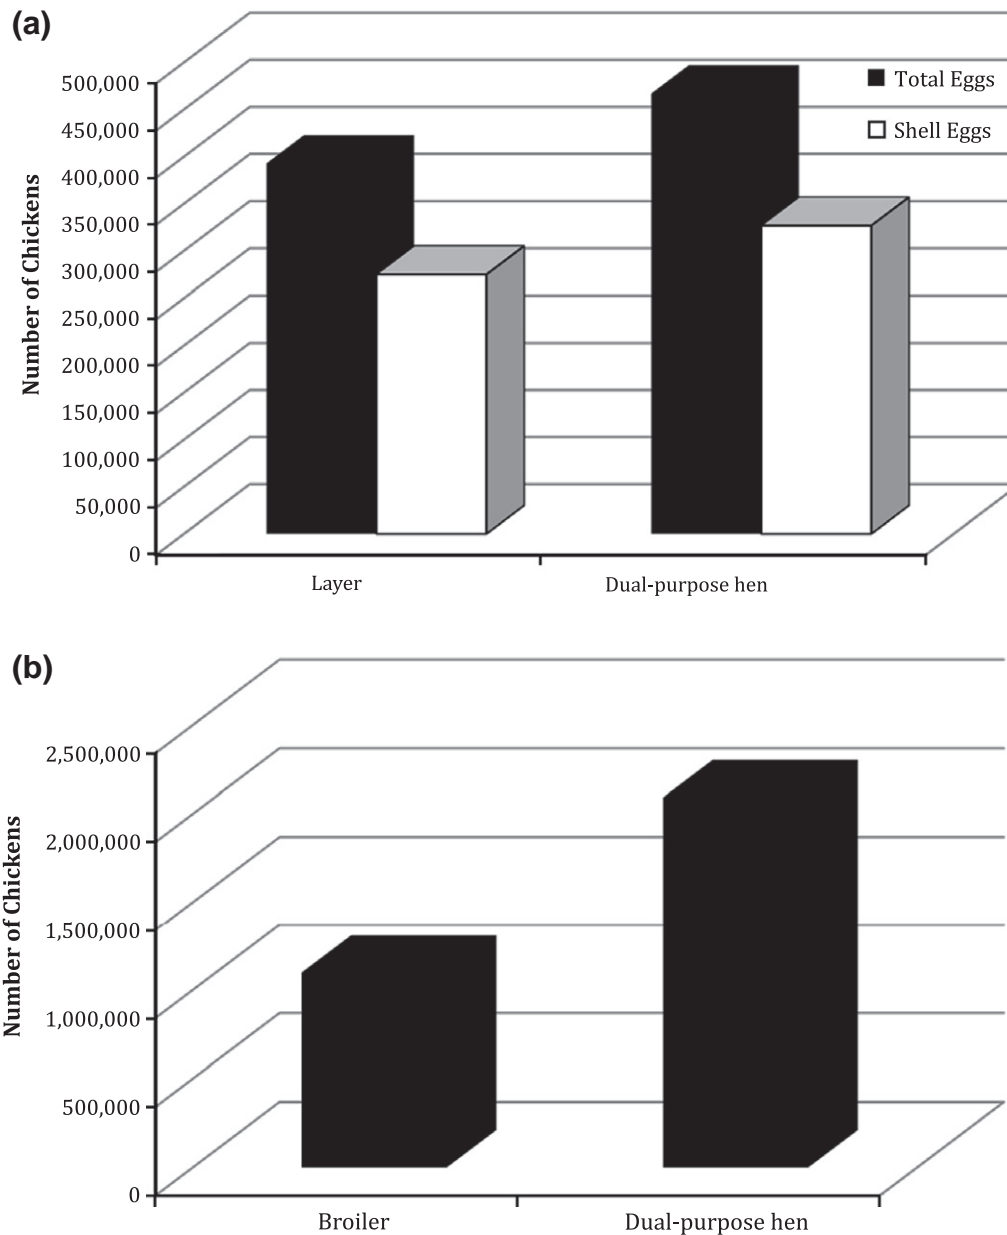 (a)
500,000
450,000
400,000
350,000
300,000
250,000
200,000
150,000
100,000
50,000
0
Number of Chickens
Total Eggs
Shell Eggs
Layer
Dual-purpose hen
(b)
2,500,000
2,000,000
1,500,000
1,000,000
500,000
0
Number of Chickens
Broiler
Dual-purpose hen